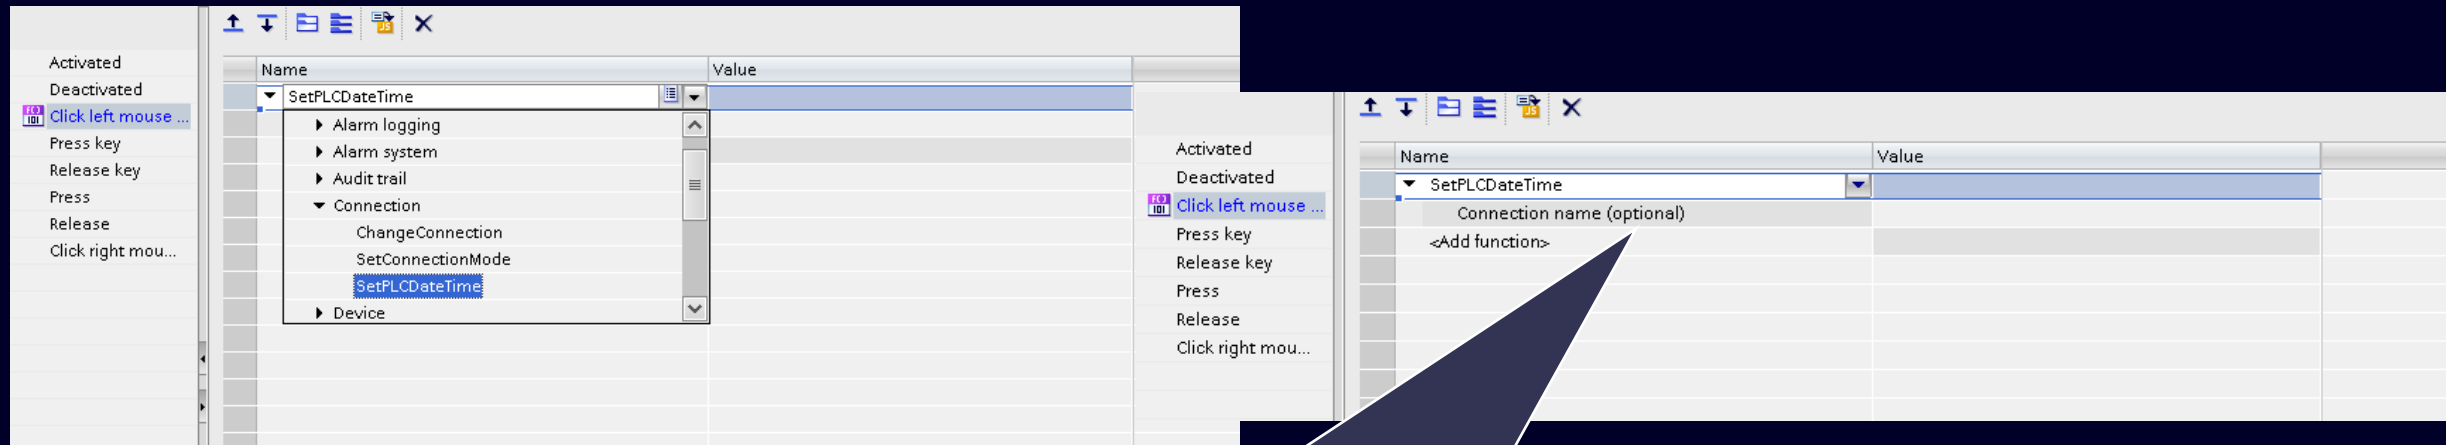 Activated
Deactivated
Click left mouse ...
Press key
Release key
Press
Release
Click right mou...
Name Value
SetPLCDateTime
Alarm logging
Alarm system
Audit trail
Connection
ChangeConnection
SetConnectionMode
SetPLCDateTime
Device
Activated
Deactivated
Click left mouse ...
Press key
Release key
Press
Release
Click right mou...
Name Value
SetPLCDateTime
Connection name (optional)
<Add function>